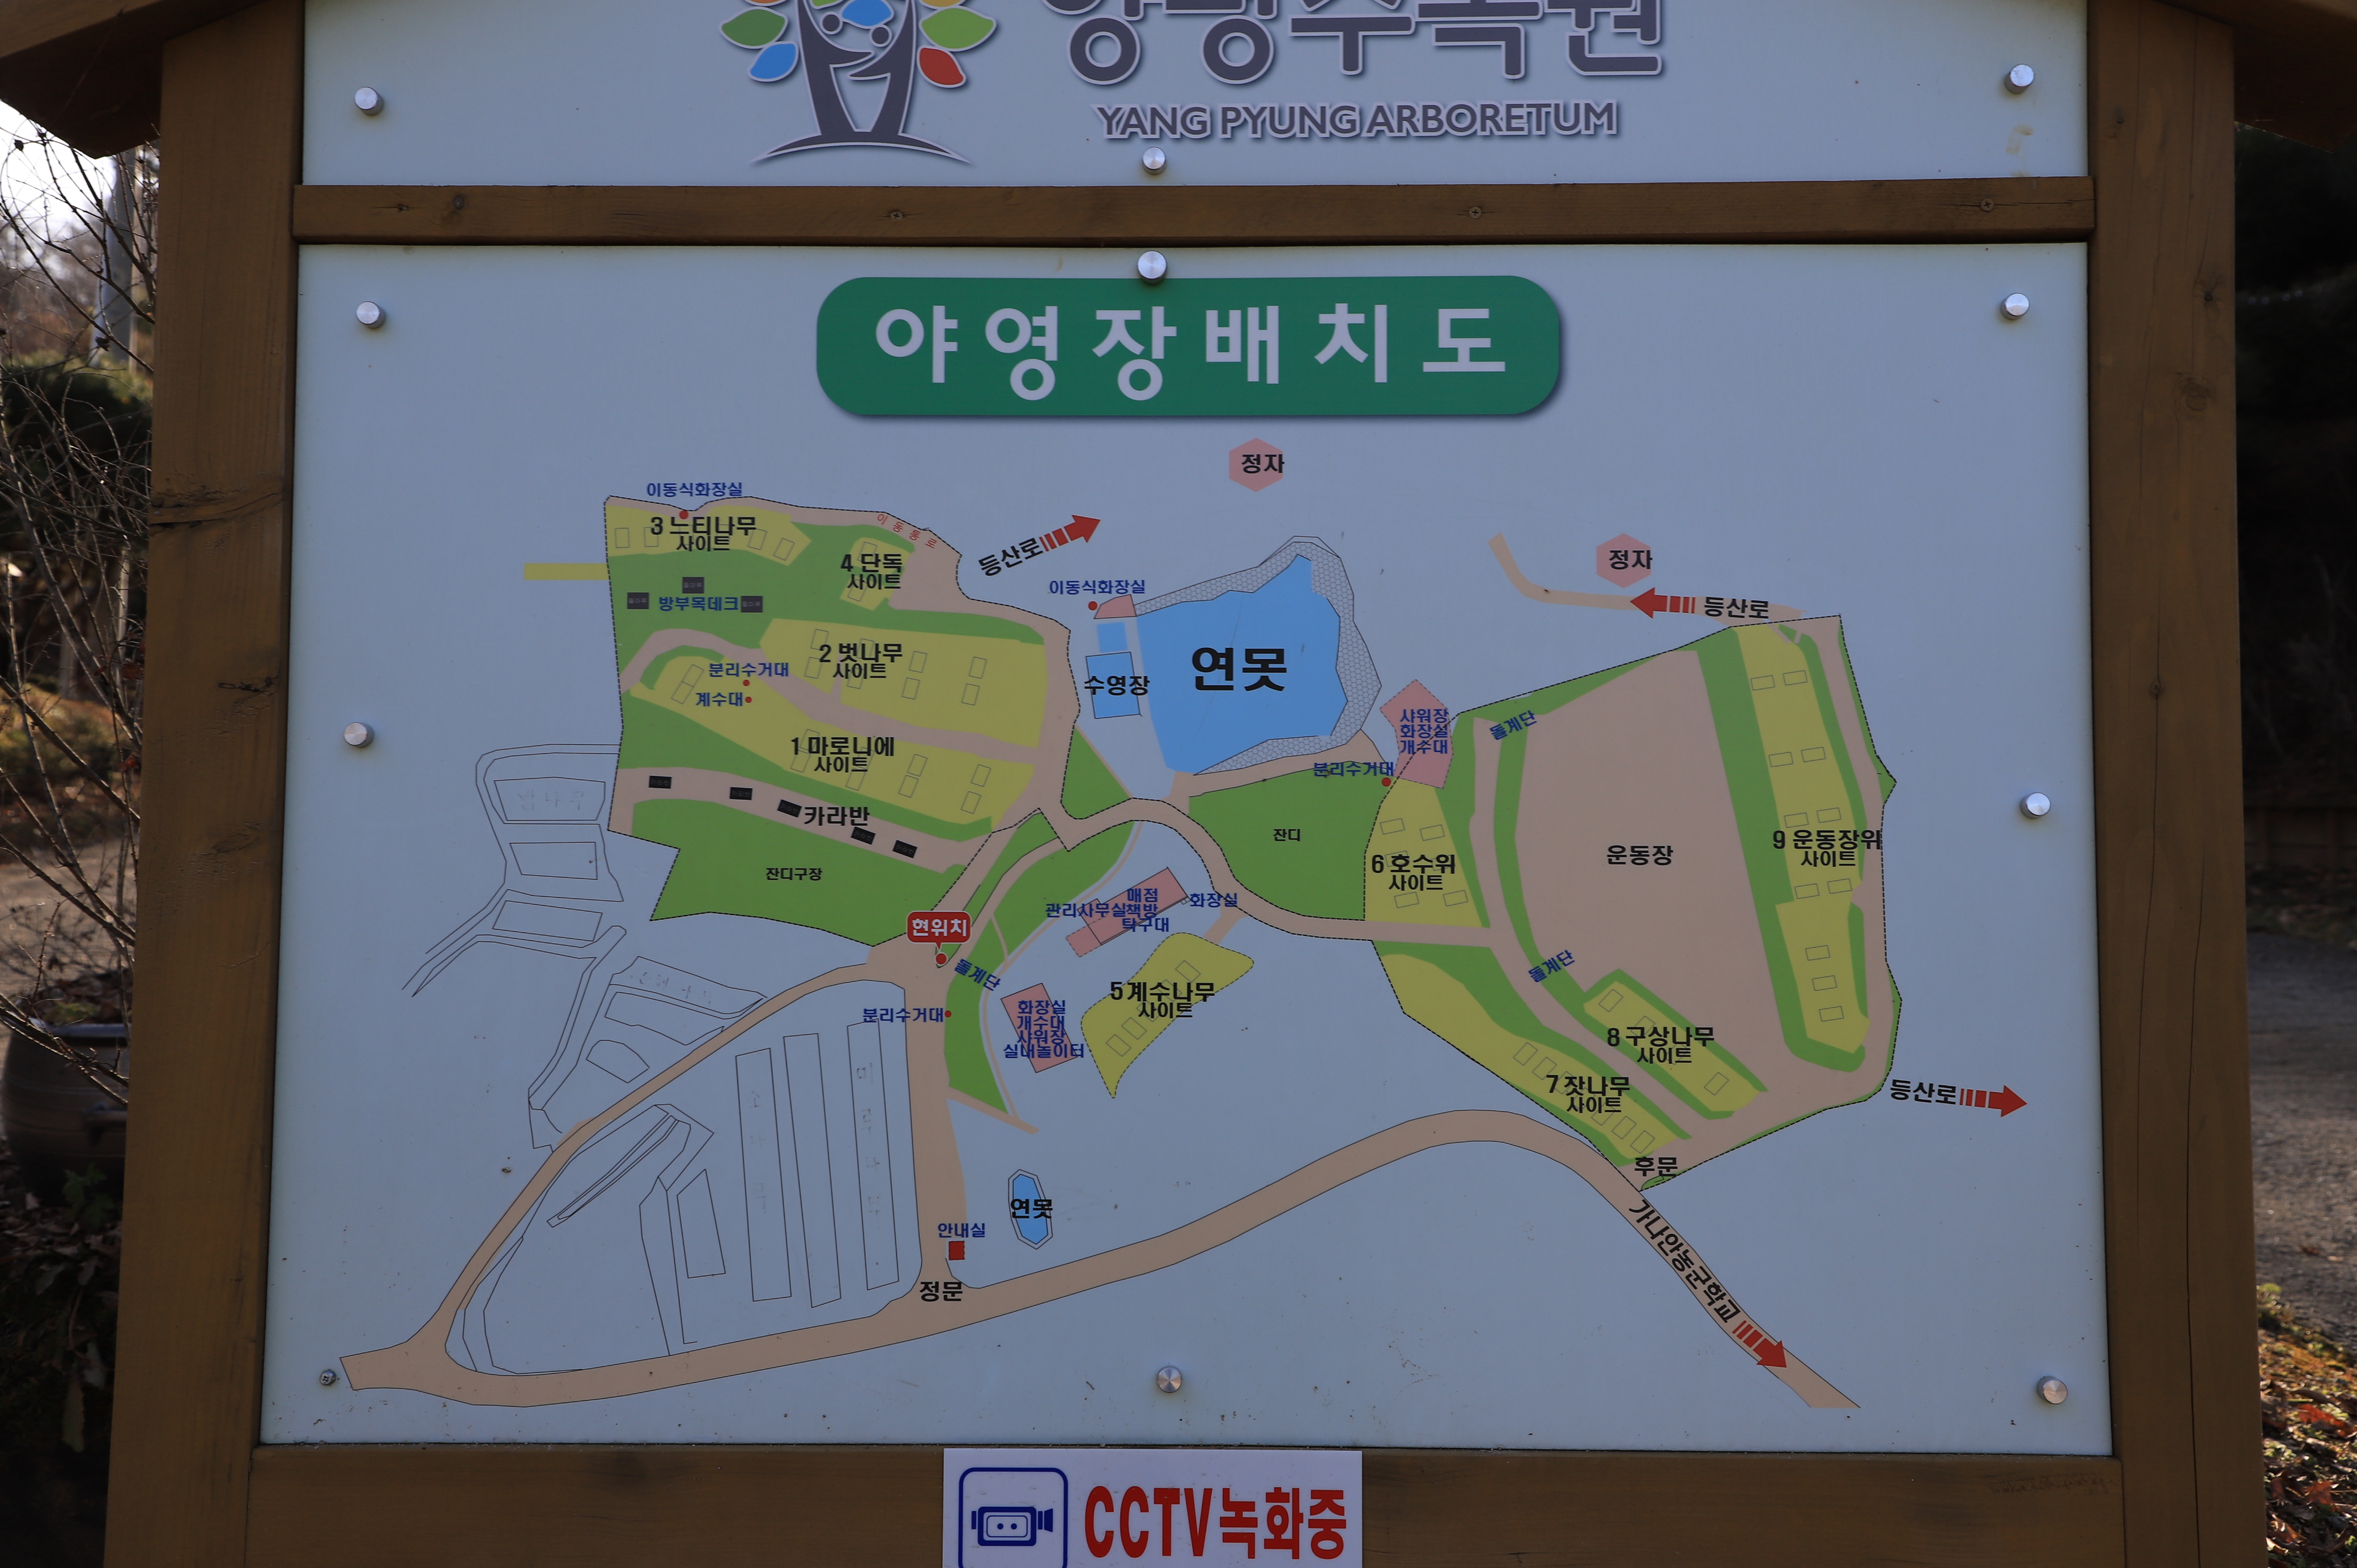 양평수목원
YANG PYUNG ARBORETUM
야영장배치도
정자
이동식화장실
3 느티나무
사이트
이동통로
4 단독
사이트
등산로
정자
등산로
이동식화장실
방부목데크
연못
수영장
2 벚나무
사이트
분리수거대
계수대
샤워장
화장실
개수대
돌계단
분리수거대
1 마로니에
사이트
카라반
잔디
잔디구장
6 호수위
사이트
운동장
9 운동장위
사이트
매점
관리사무실책방
탁구대
화장실
현위치
돌계단
돌계단
5 계수나무
사이트
분리수거대
화장실
개수대
샤워장
실내놀이터
8 구상나무
사이트
7 잣나무
사이트
등산로
후문
연못
안내실
정문
가나안농군학교
CCTV녹화중